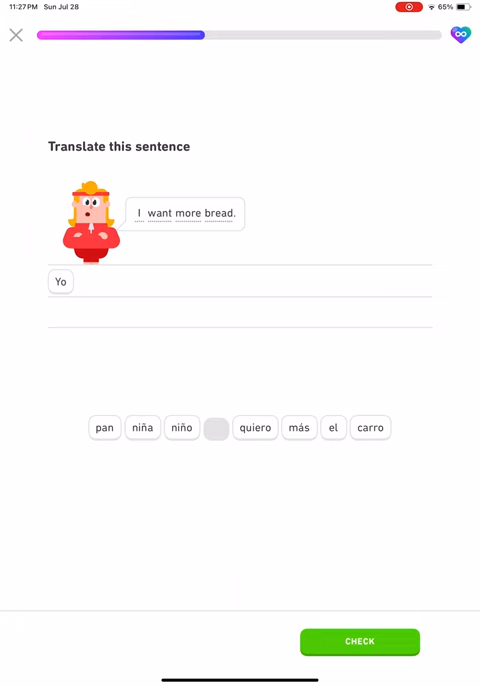 11:27 PM Sun Jul 28 65%
Translate this sentence
I want more bread.
Yo
pan niña niño quiero más el carro
CHECK